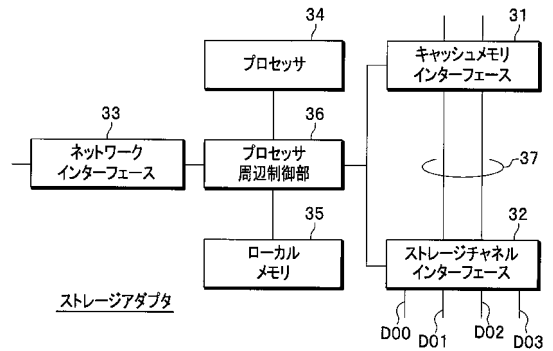 34
プロセッサ
31
キャッシュメモリ
インターフェース
33
ネットワーク
インターフェース
36
プロセッサ
周辺制御部
37
35
ローカル
メモリ
32
ストレージチャネル
インターフェース
ストレージアダプタ
D00
D01
D02
D03